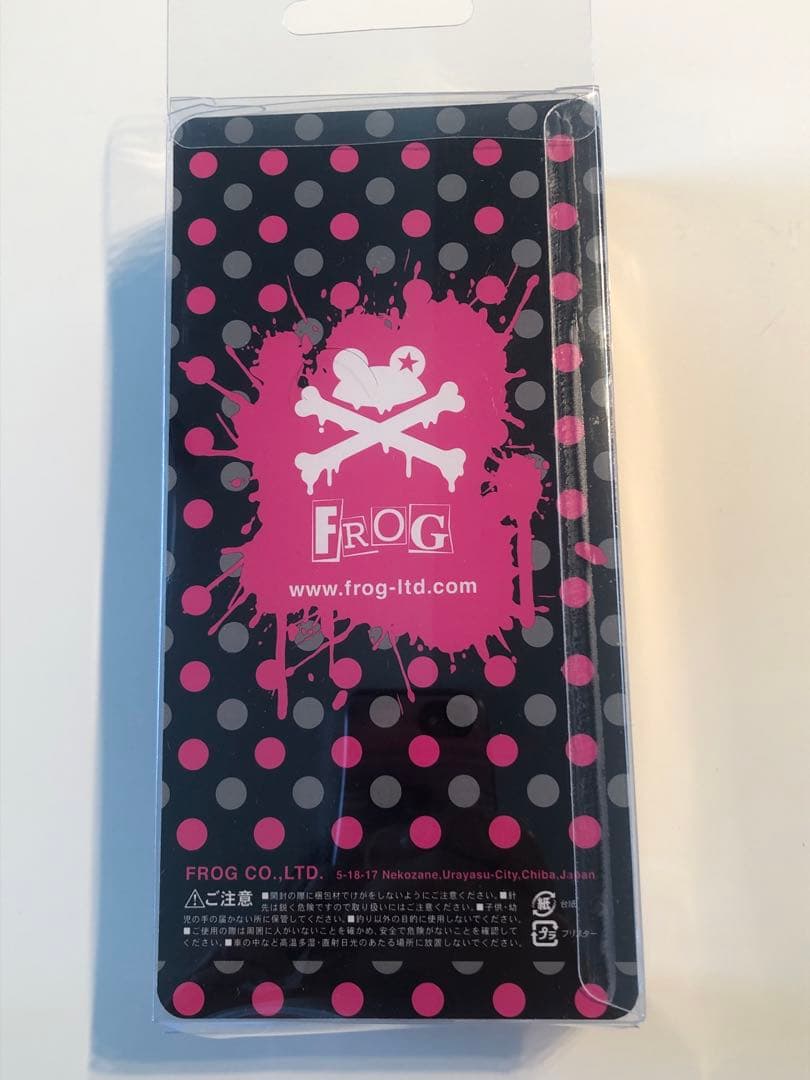 FROG
www.frog-ltd.com
FROG CO.,LTD. 5-18-17 Nekozane,Urayasu-City,Chiba,Japan
⚠ご注意 ■開封の際に梱包材でけがをしないようにご注意ください。■針
先は鋭く危険ですので取り扱いにはご注意ください。■子供・幼
児の手の届かない所に保管してください。■釣り以外の目的に使用しないでください。
■ご使用の際は周囲に人がいないことを確かめ、安全で危険がないことを確認して
ください。■車の中など高温多湿・直射日光のあたる場所に放置しないでください。
紙 台紙
プラ ブリスター